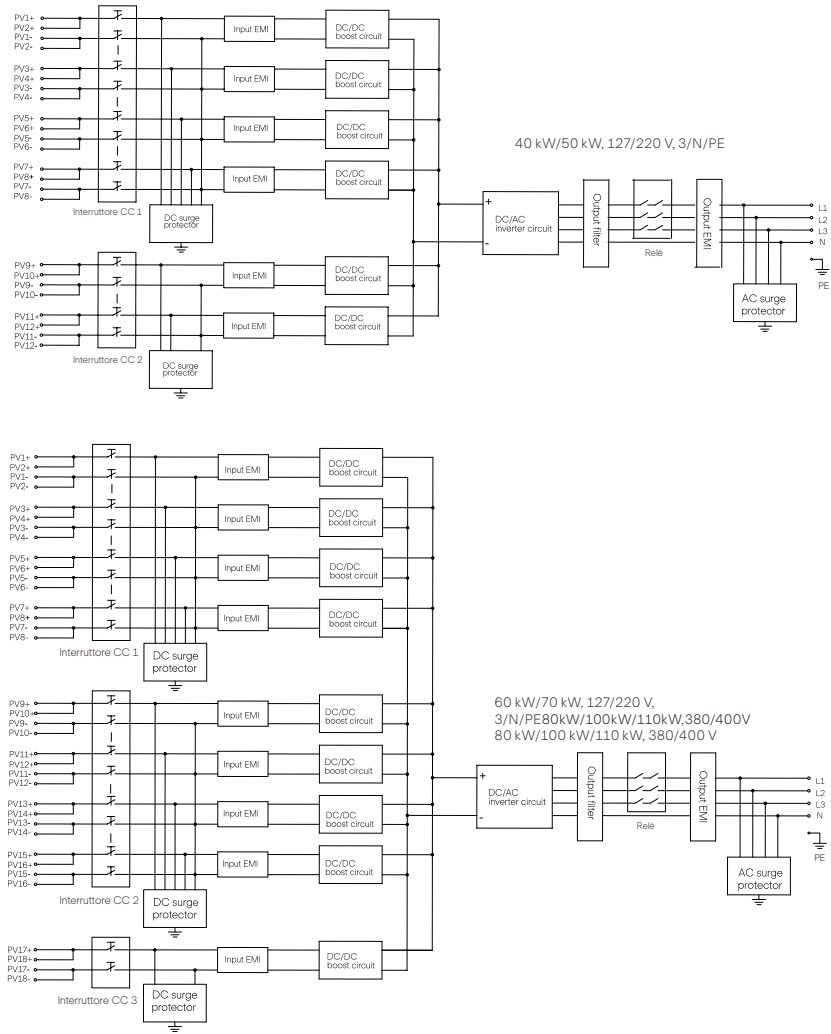 PV1+
PV2+
PV1-
PV2-
Input EMI
DC/DC
boost circuit
PV3+
PV4+
PV3-
PV4-
Input EMI
DC/DC
boost circuit
PV5+
PV6+
PV5-
PV6-
Input EMI
DC/DC
boost circuit
PV7+
PV8+
PV7-
PV8-
Input EMI
DC/DC
boost circuit
Interruttore CC 1
DC surge
protector
PV9+
PV10+
PV9-
PV10-
Input EMI
DC/DC
boost circuit
PV11+
PV12+
PV11-
PV12-
Input EMI
DC/DC
boost circuit
Interruttore CC 2
DC surge
protector
40 kW/50 kW, 127/220 V, 3/N/PE
+
-
DC/AC
inverter circuit
Output filter
Relè
Output EMI
L1
L2
L3
N
PE
AC surge
protector
PV1+
PV2+
PV1-
PV2-
Input EMI
DC/DC
boost circuit
PV3+
PV4+
PV3-
PV4-
Input EMI
DC/DC
boost circuit
PV5+
PV6+
PV5-
PV6-
Input EMI
DC/DC
boost circuit
PV7+
PV8+
PV7-
PV8-
Input EMI
DC/DC
boost circuit
Interruttore CC 1
DC surge
protector
PV9+
PV10+
PV9-
PV10-
Input EMI
DC/DC
boost circuit
PV11+
PV12+
PV11-
PV12-
Input EMI
DC/DC
boost circuit
PV13+
PV14+
PV13-
PV14-
Input EMI
DC/DC
boost circuit
PV15+
PV16+
PV15-
PV16-
Input EMI
DC/DC
boost circuit
Interruttore CC 2
DC surge
protector
PV17+
PV18+
PV17-
PV18-
Input EMI
DC/DC
boost circuit
Interruttore CC 3
DC surge
protector
60 kW/70 kW, 127/220 V,
3/N/PE80kW/100kW/110kW,380/400V
80 kW/100 kW/110 kW, 380/400 V
+
-
DC/AC
inverter circuit
Output filter
Relè
Output EMI
L1
L2
L3
N
PE
AC surge
protector